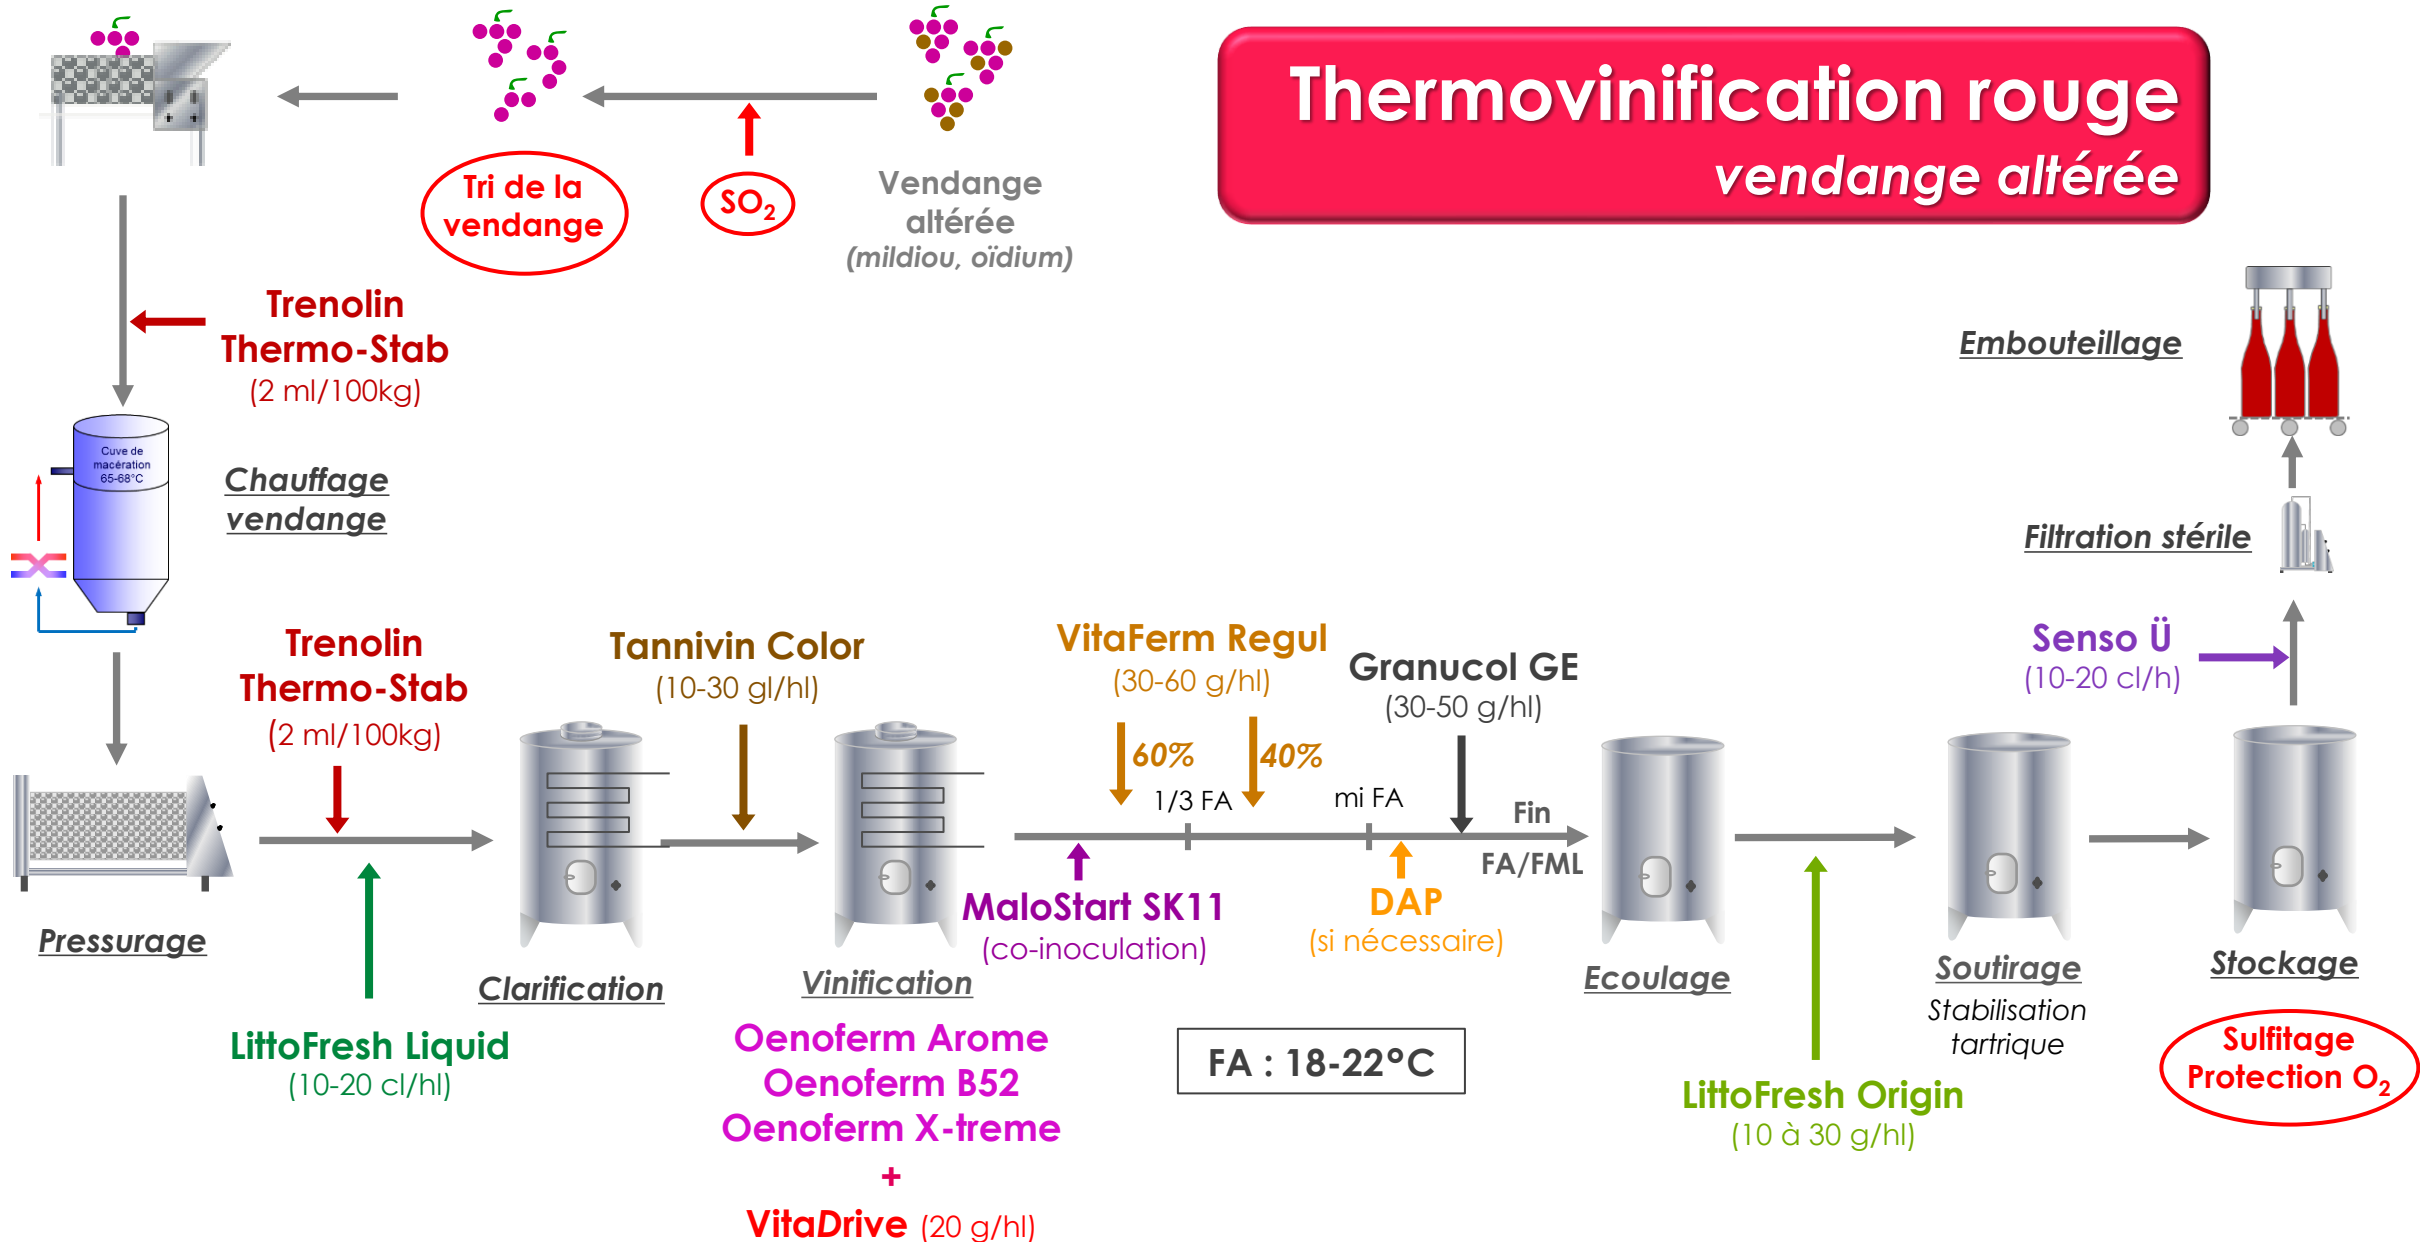 Thermovinification rouge
vendange altérée
Tri de la
vendange
SO₂
Vendange
altérée
(mildiou, oïdium)
Trenolin
Thermo-Stab
(2 ml/100kg)
Cuve de
macération
65-68°C
Chauffage
vendange
Embouteillage
Filtration stérile
Senso Ü
(10-20 cl/h)
Trenolin
Thermo-Stab
(2 ml/100kg)
Tannivin Color
(10-30 gl/hl)
VitaFerm Regul
(30-60 g/hl)
60%
40%
Granucol GE
(30-50 g/hl)
1/3 FA
mi FA
Fin
FA/FML
MaloStart SK11
(co-inoculation)
DAP
(si nécessaire)
Pressurage
Clarification
Vinification
Ecoulage
Soutirage
Stabilisation
tartrique
Stockage
Sulfitage
Protection O₂
LittoFresh Liquid
(10-20 cl/hl)
Oenoferm Arome
Oenoferm B52
Oenoferm X-treme
+
VitaDrive (20 g/hl)
FA : 18-22°C
LittoFresh Origin
(10 à 30 g/hl)